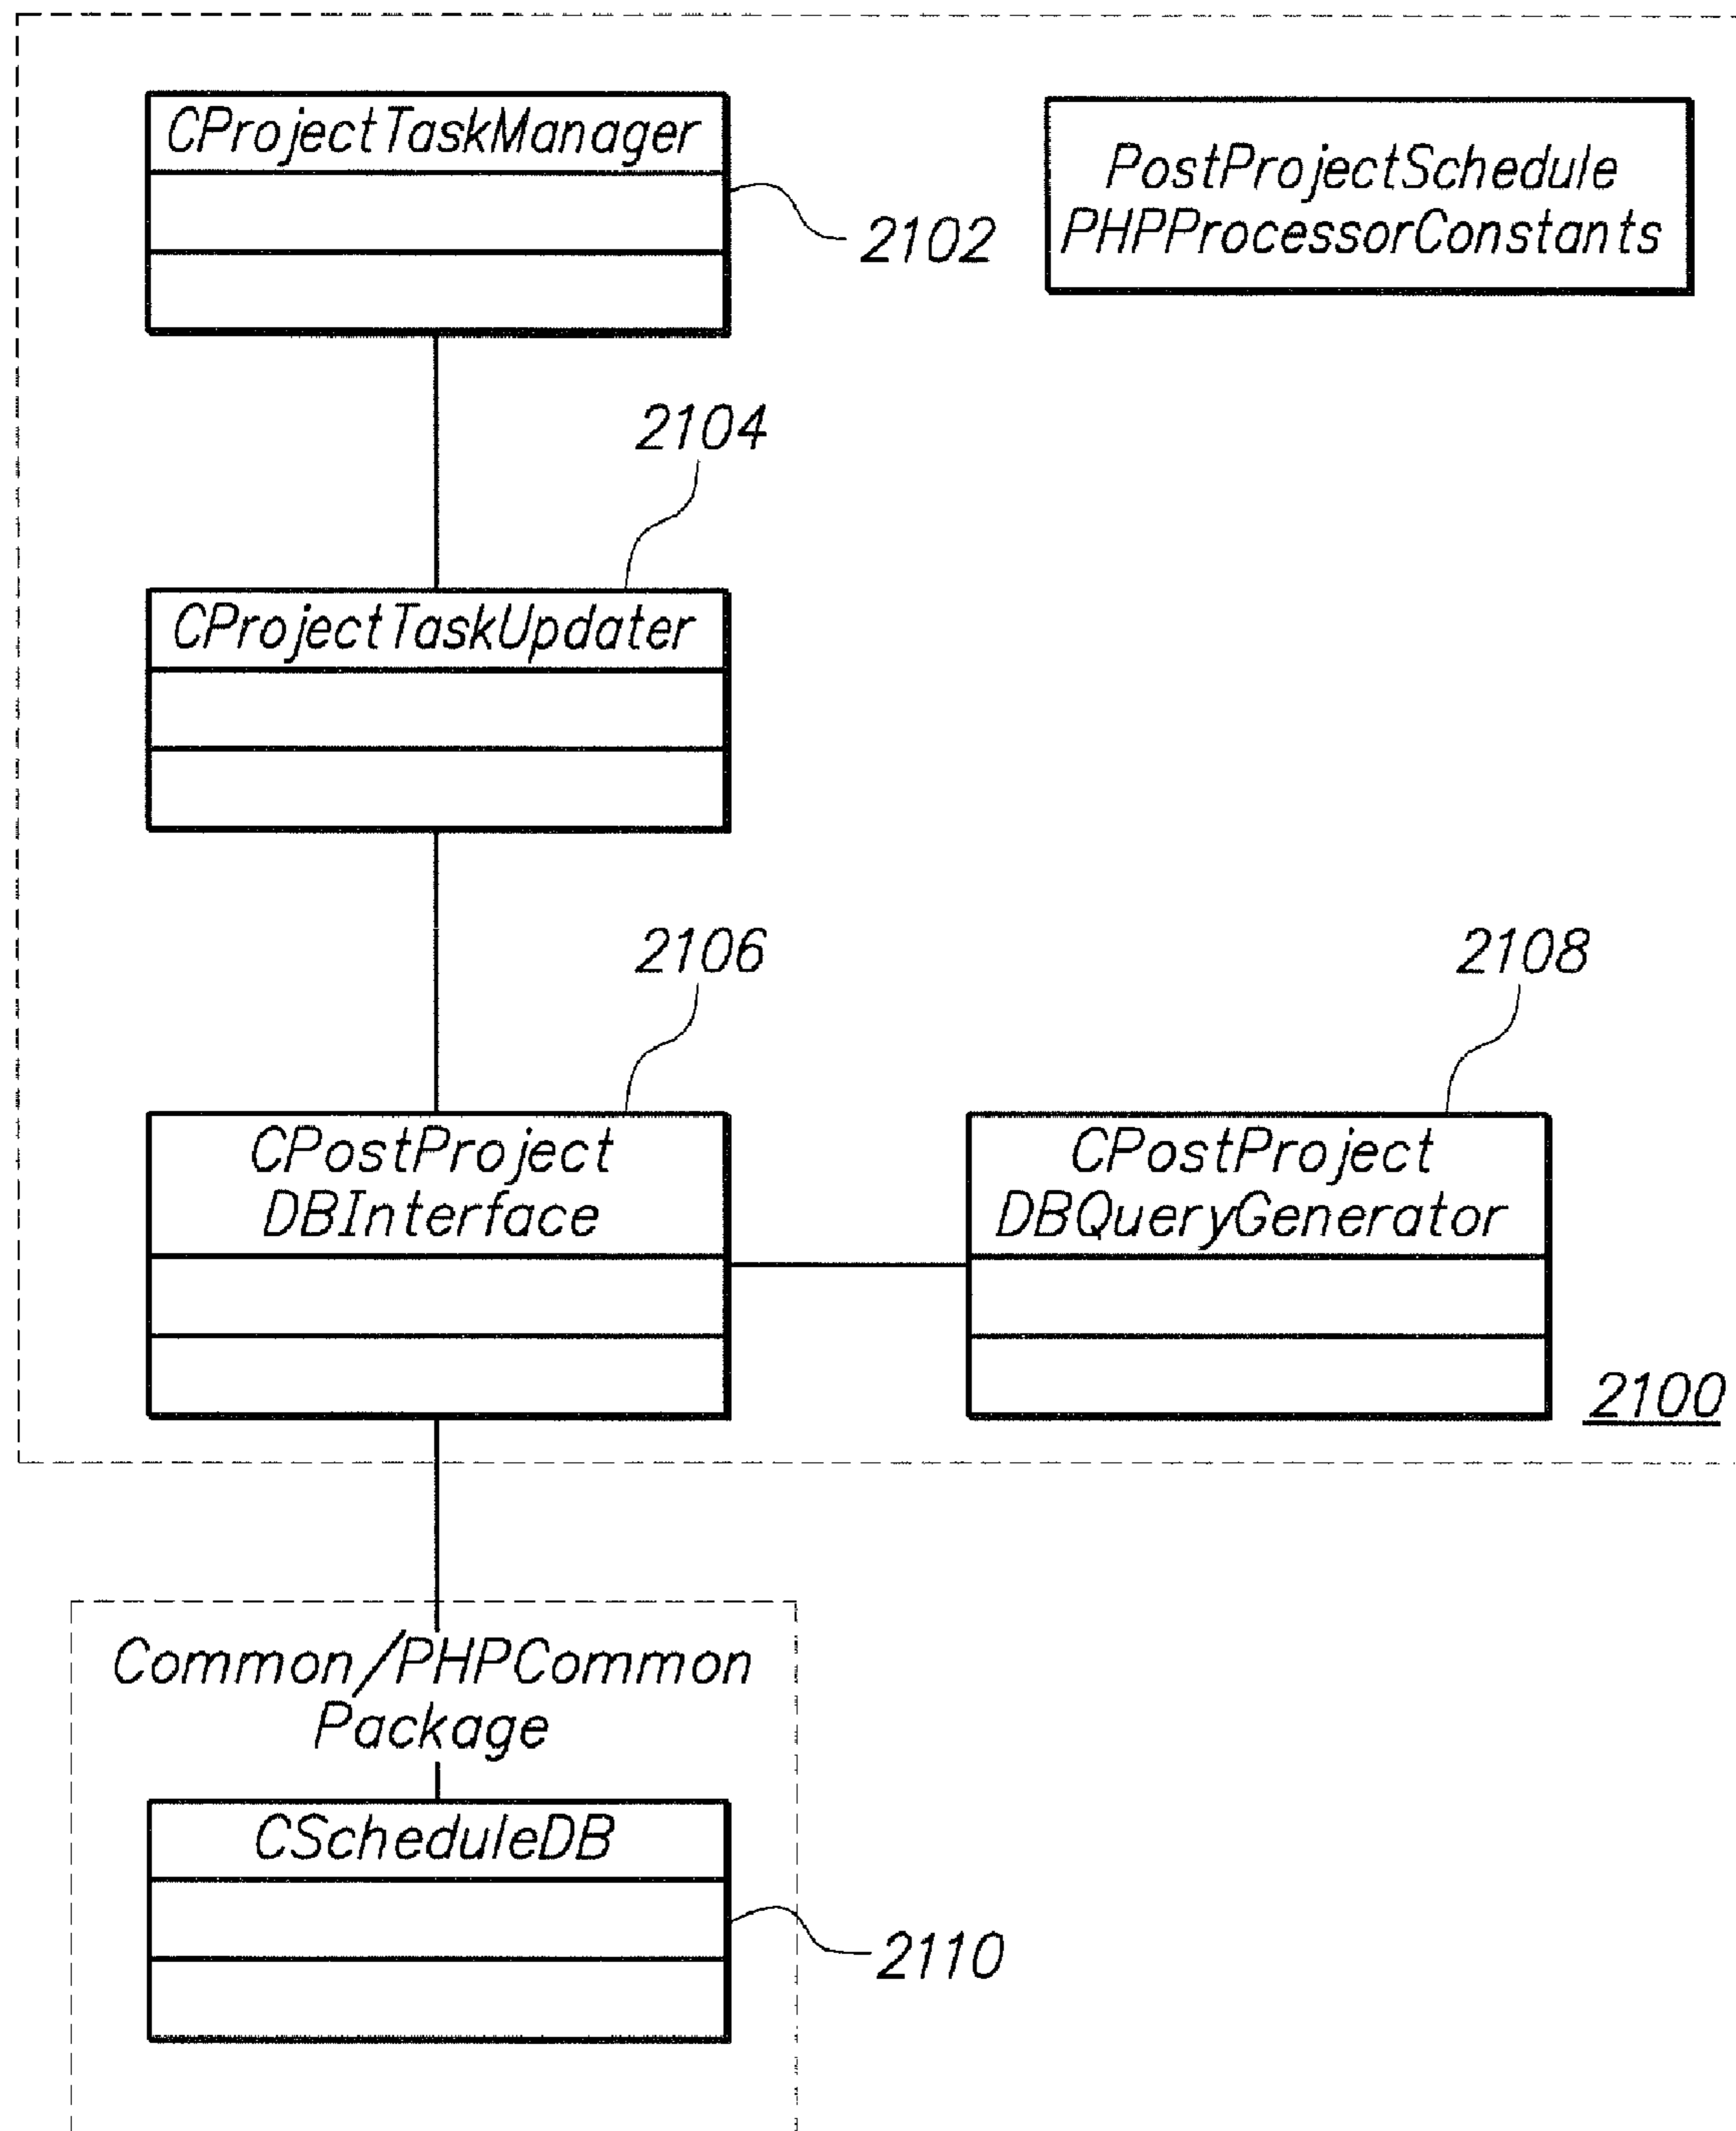 CProjectTaskManager
PostProjectSchedule
PHPProcessorConstants
2102
2104
CProjectTaskUpdater
2106
2108
CPostProject
DBInterface
CPostProject
DBQueryGenerator
2100
Common/PHPCommon
Package
CScheduleDB
2110